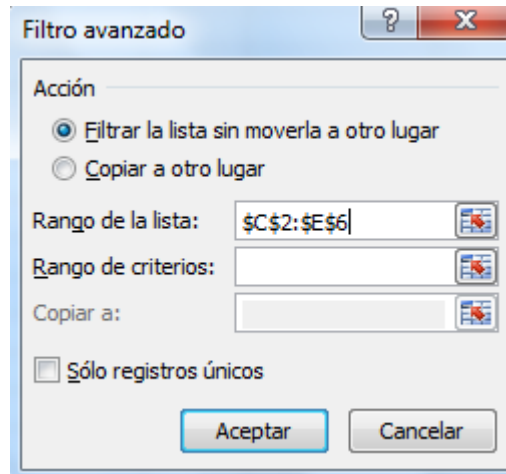 Filtro avanzado
?
X
Acción
Filtrar la lista sin moverla a otro lugar
Copiar a otro lugar
Rango de la lista: $C$2:$E$6
Rango de criterios:
Copiar a:
Sólo registros únicos
Aceptar Cancelar